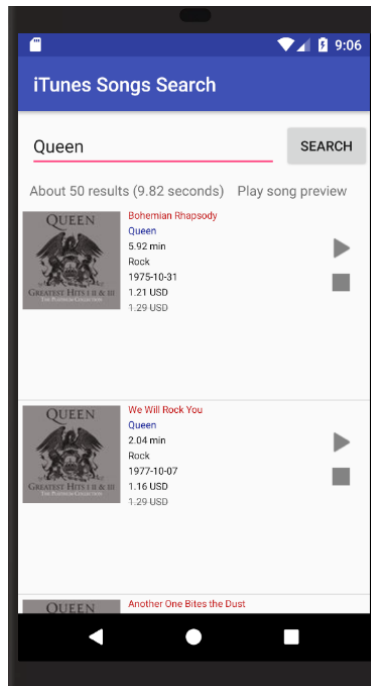 9:06
iTunes Songs Search
Queen
SEARCH
About 50 results (9.82 seconds) Play song preview
QUEEN
GREATEST HITS I II & III
THE PLATINUM COLLECTION
Bohemian Rhapsody
Queen
5.92 min
Rock
1975-10-31
1.21 USD
1.29 USD
QUEEN
GREATEST HITS I II & III
THE PLATINUM COLLECTION
We Will Rock You
Queen
2.04 min
Rock
1977-10-07
1.16 USD
1.29 USD
QUEEN
Another One Bites the Dust